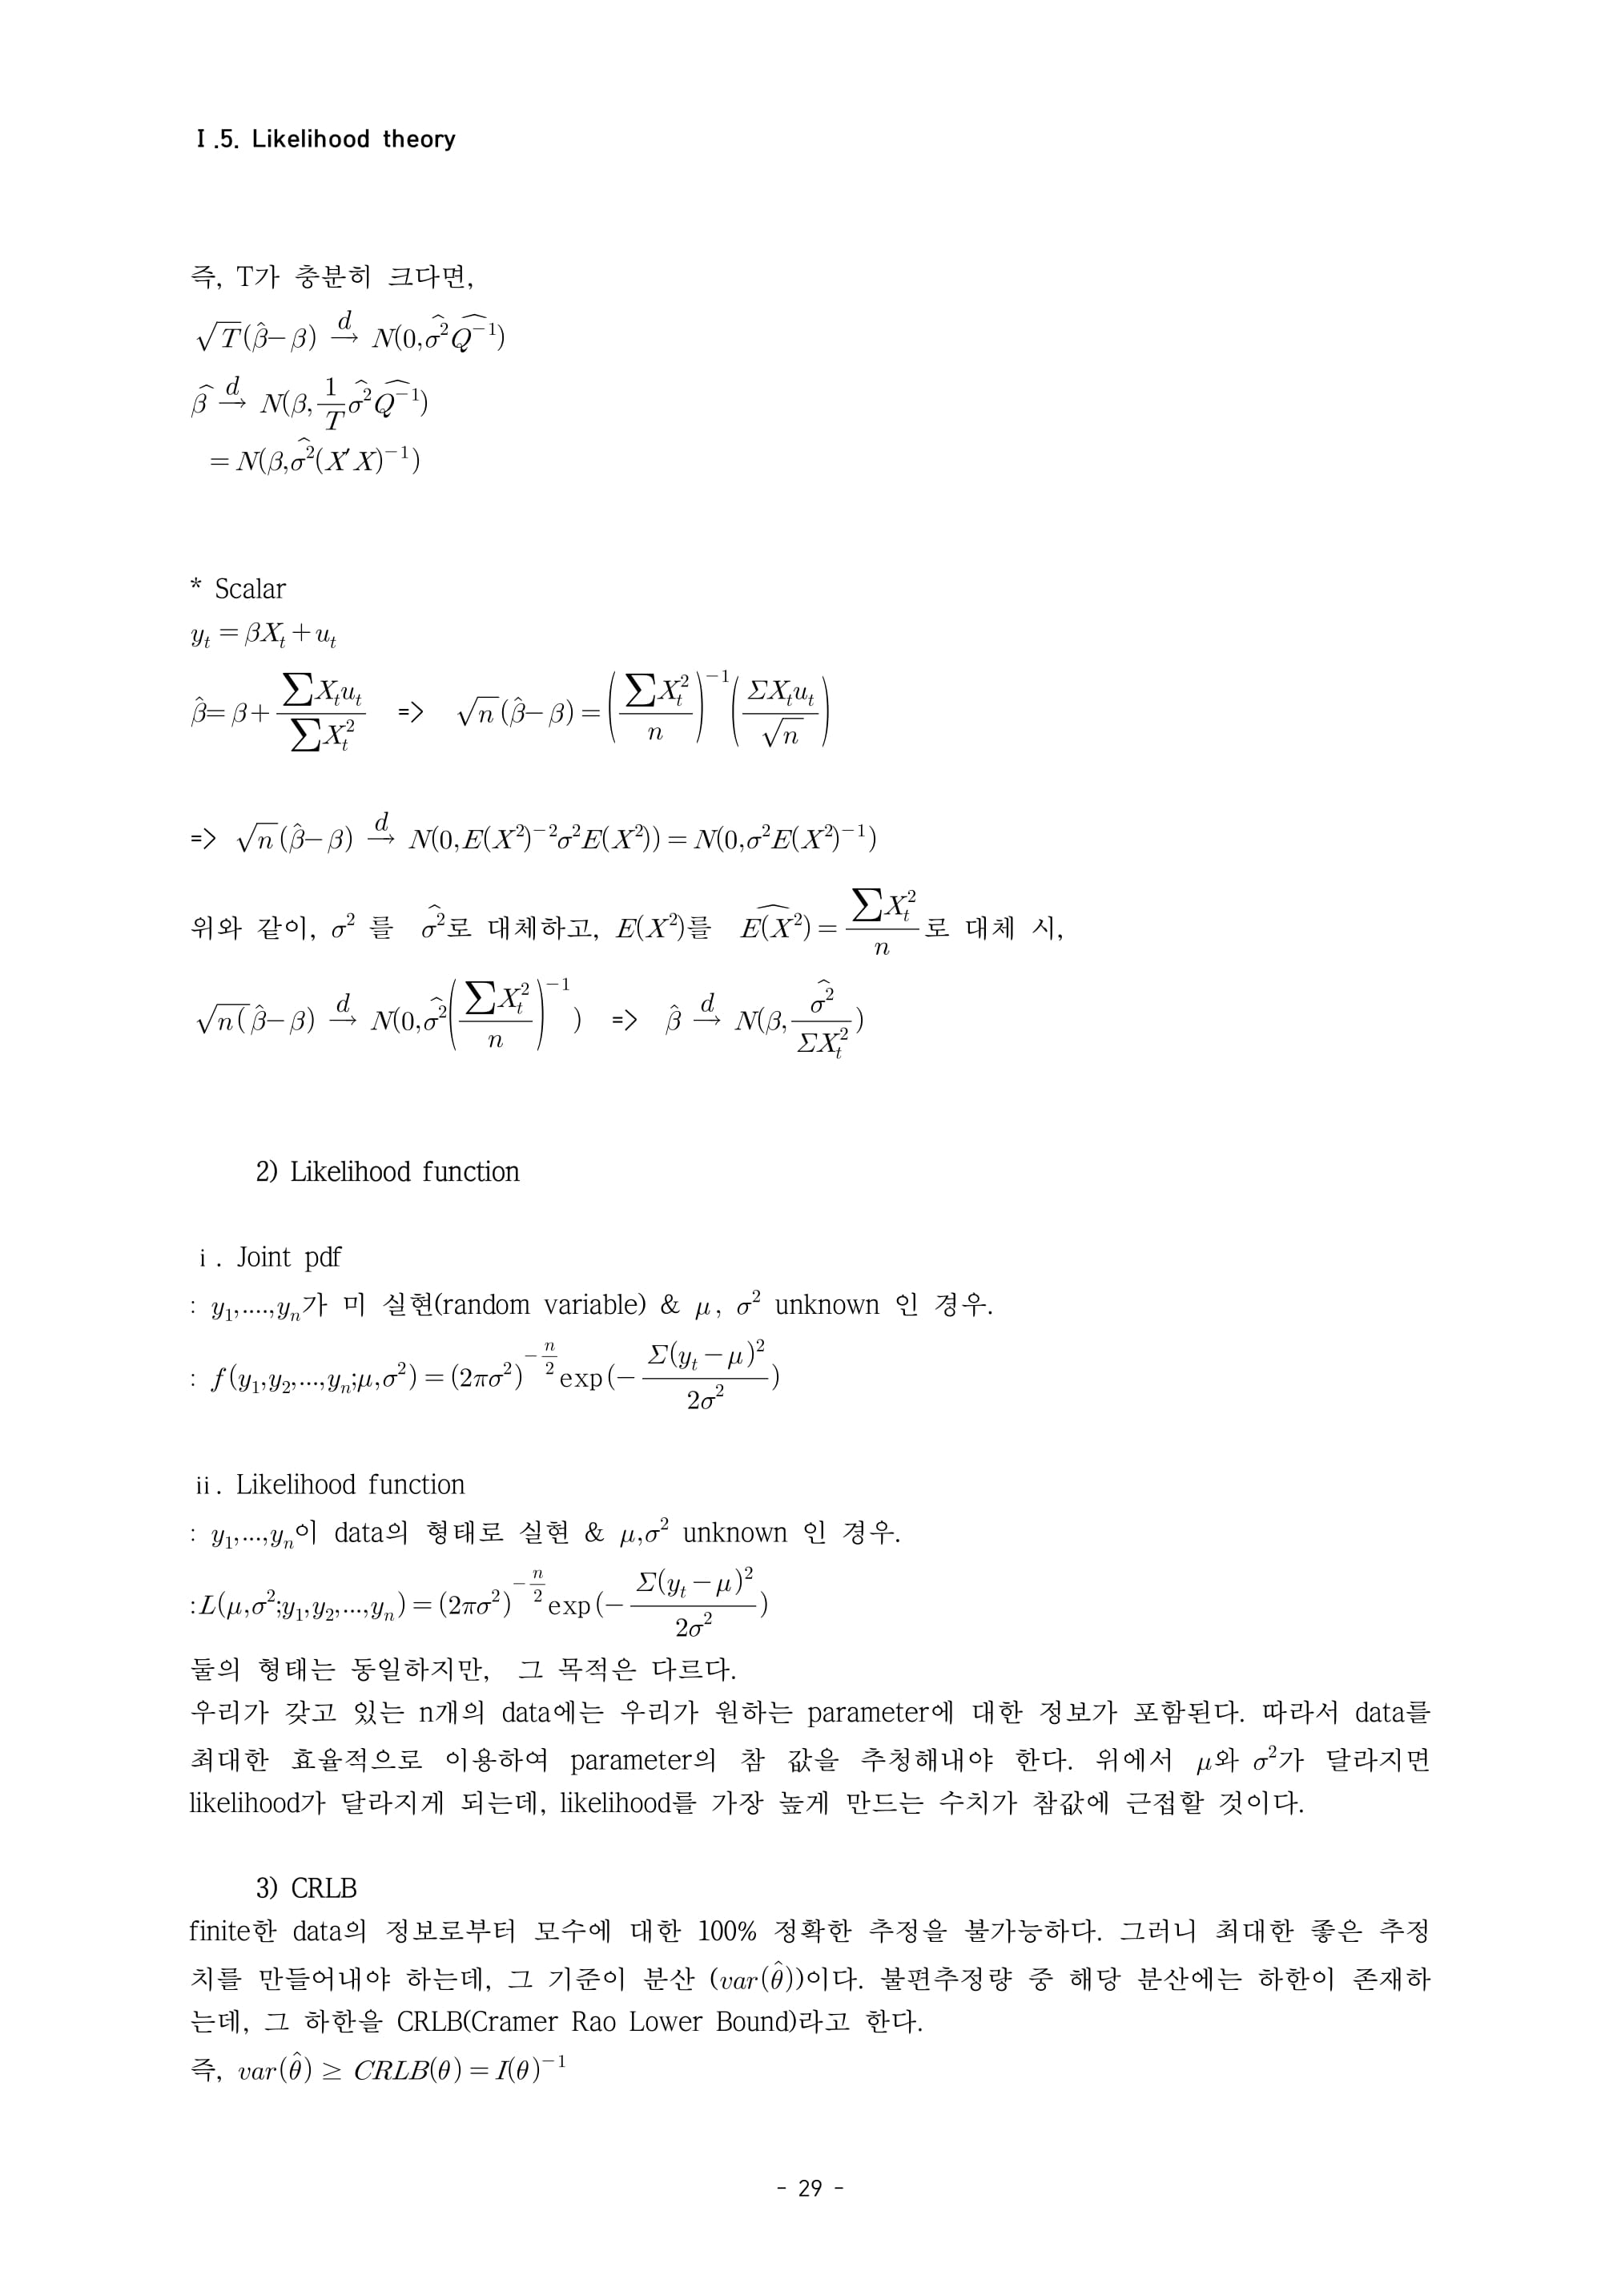 Ⅰ.5. Likelihood theory
즉, T가 충분히 크다면,
$\sqrt{T}(\hat{\beta}-\beta) \xrightarrow{d} N(0,\widehat{\sigma^2}\widehat{Q^{-1}})$
$\hat{\beta} \xrightarrow{d} N(\beta,\frac{1}{T}\widehat{\sigma^2}\widehat{Q^{-1}})$
$= N(\beta,\widehat{\sigma^2}(X'X)^{-1})$
* Scalar
$y_t = \beta X_t + u_t$
$\hat{\beta} = \beta + \frac{\sum X_t u_t}{\sum X_t^2}$ => $\sqrt{n}(\hat{\beta}-\beta) = \left(\frac{\sum X_t^2}{n}\right)^{-1}\left(\frac{\Sigma X_t u_t}{\sqrt{n}}\right)$
=> $\sqrt{n}(\hat{\beta}-\beta) \xrightarrow{d} N(0,E(X^2)^{-2}\sigma^2 E(X^2)) = N(0,\sigma^2 E(X^2)^{-1})$
위와 같이, $\sigma^2$ 를 $\widehat{\sigma^2}$로 대체하고, $E(X^2)$를 $\widehat{E(X^2)} = \frac{\sum X_t^2}{n}$로 대체 시,
$\sqrt{n(}\hat{\beta}-\beta) \xrightarrow{d} N(0,\widehat{\sigma^2}\left(\frac{\sum X_t^2}{n}\right)^{-1})$ => $\hat{\beta} \xrightarrow{d} N(\beta,\frac{\widehat{\sigma^2}}{\Sigma X_t^2})$
2) Likelihood function
ⅰ. Joint pdf
: $y_1,....,y_n$가 미 실현(random variable) & $\mu$, $\sigma^2$ unknown 인 경우.
: $f(y_1,y_2,...,y_n;\mu,\sigma^2) = (2\pi\sigma^2)^{-\frac{n}{2}}\exp(-\frac{\Sigma(y_t-\mu)^2}{2\sigma^2})$
ⅱ. Likelihood function
: $y_1,...,y_n$이 data의 형태로 실현 & $\mu,\sigma^2$ unknown 인 경우.
:$L(\mu,\sigma^2;y_1,y_2,...,y_n) = (2\pi\sigma^2)^{-\frac{n}{2}}\exp(-\frac{\Sigma(y_t-\mu)^2}{2\sigma^2})$
둘의 형태는 동일하지만, 그 목적은 다르다.
우리가 갖고 있는 n개의 data에는 우리가 원하는 parameter에 대한 정보가 포함된다. 따라서 data를
최대한 효율적으로 이용하여 parameter의 참 값을 추청해내야 한다. 위에서 $\mu$와 $\sigma^2$가 달라지면
likelihood가 달라지게 되는데, likelihood를 가장 높게 만드는 수치가 참값에 근접할 것이다.
3) CRLB
finite한 data의 정보로부터 모수에 대한 100% 정확한 추정을 불가능하다. 그러니 최대한 좋은 추정
치를 만들어내야 하는데, 그 기준이 분산 ($var(\hat{\theta})$)이다. 불편추정량 중 해당 분산에는 하한이 존재하
는데, 그 하한을 CRLB(Cramer Rao Lower Bound)라고 한다.
즉, $var(\hat{\theta}) \geq CRLB(\theta) = I(\theta)^{-1}$
- 29 -